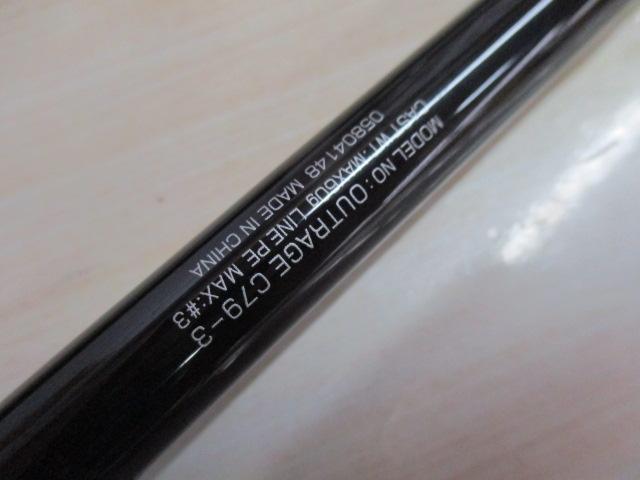 MODEL NO:OUTRAGE C79-3
CAST WT:MAX60g LINE PE MAX:#3
05804148 MADE IN CHINA